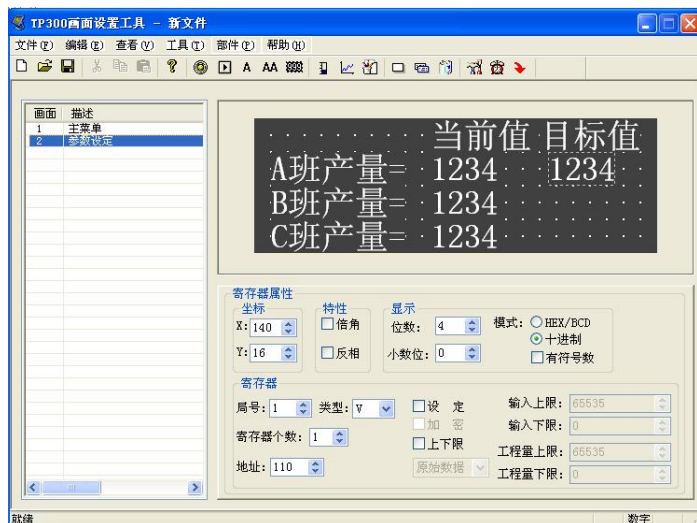 TP300画面设置工具 - 新文件
文件(F) 编辑(E) 查看(V) 工具(T) 部件(P) 帮助(H)
A AA
画面 描述
1 主菜单
2 参数设定
当前值 目标值
A班产量= 1234 1234
B班产量= 1234
C班产量= 1234
寄存器属性
坐标 特性 显示
X: 140 倍角 位数: 4 模式: HEX/BCD
十进制
Y: 16 反相 小数位: 0 有符号数
寄存器
局号: 1 类型: V 设 定 输入上限: 65535
加 密 输入下限: 0
寄存器个数: 1 上下限 工程量上限: 65535
地址: 110 原始数据 工程量下限: 0
就绪 数字